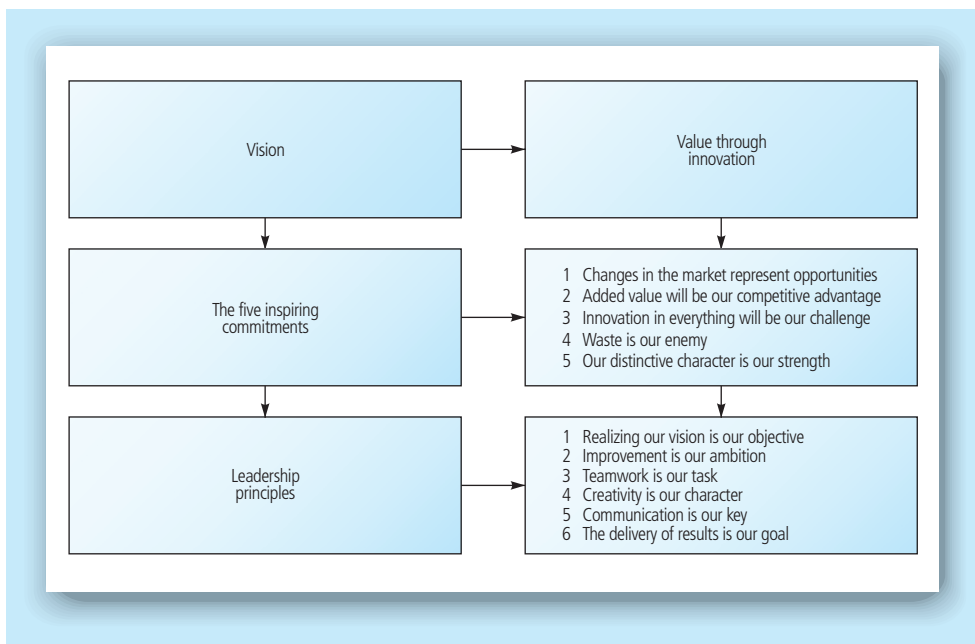 Vision
Value through
innovation
The five inspiring
commitments
1 Changes in the market represent opportunities
2 Added value will be our competitive advantage
3 Innovation in everything will be our challenge
4 Waste is our enemy
5 Our distinctive character is our strength
Leadership
principles
1 Realizing our vision is our objective
2 Improvement is our ambition
3 Teamwork is our task
4 Creativity is our character
5 Communication is our key
6 The delivery of results is our goal